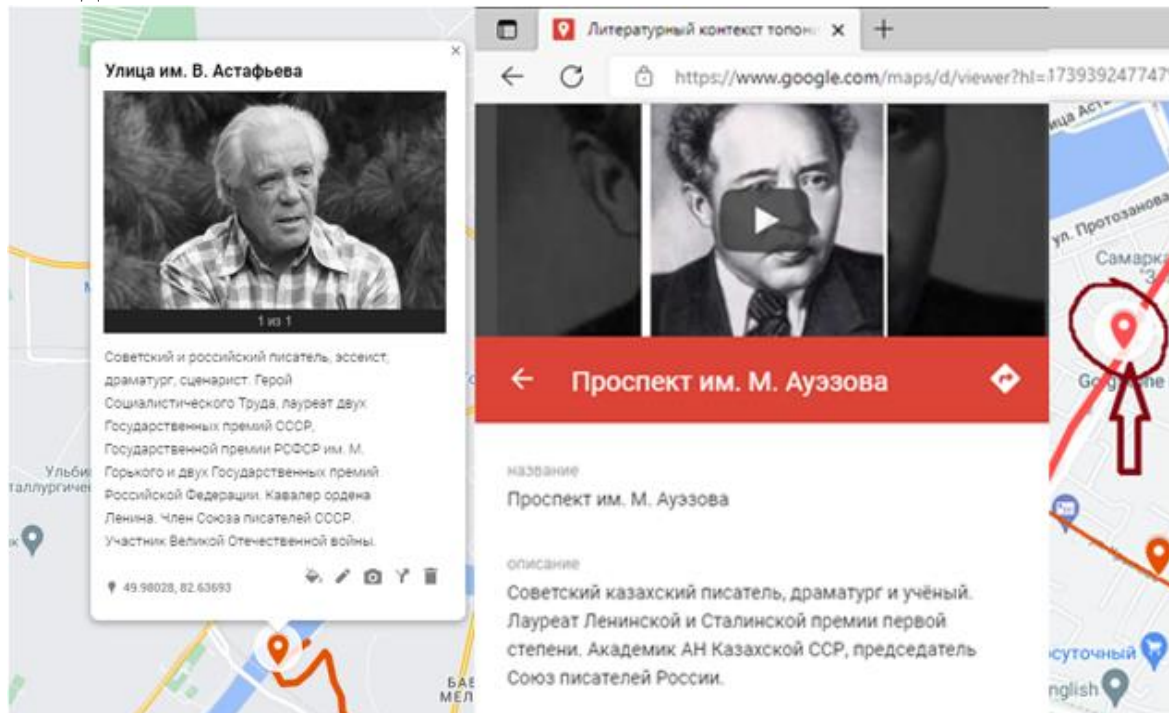 Улица им. В. Астафьева
1 из 1
Советский и российский писатель, эссеист,
драматург, сценарист. Герой
Социалистического Труда, лауреат двух
Государственных премий СССР,
Государственной премии РСФСР им. М.
Горького и двух Государственных премий
Российской Федерации. Кавалер ордена
Ленина. Член Союза писателей СССР.
Участник Великой Отечественной войны.
49.98028, 82.63693
Литературный контекст
https://www.google.com/maps/d/viewer?hl=
Проспект им. М. Ауэзова
название
Проспект им. М. Ауэзова
описание
Советский казахский писатель, драматург и учёный.
Лауреат Ленинской и Сталинской премии первой
степени. Академик АН Казахской ССР, председатель
Союз писателей России.
ул. Протозанова